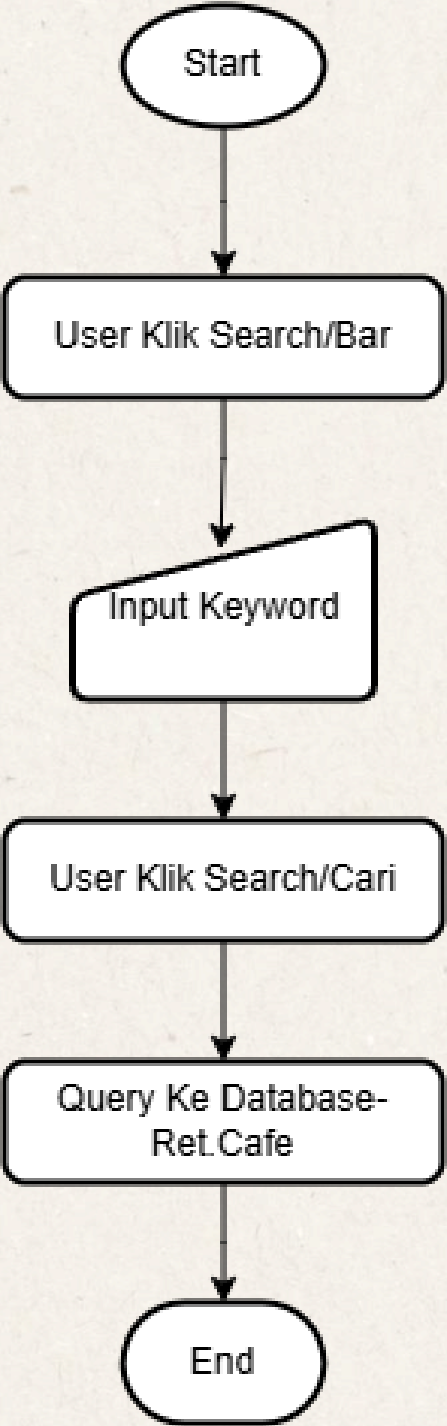 Start
User Klik Search/Bar
Input Keyword
User Klik Search/Cari
Query Ke Database-
Ret.Cafe
End